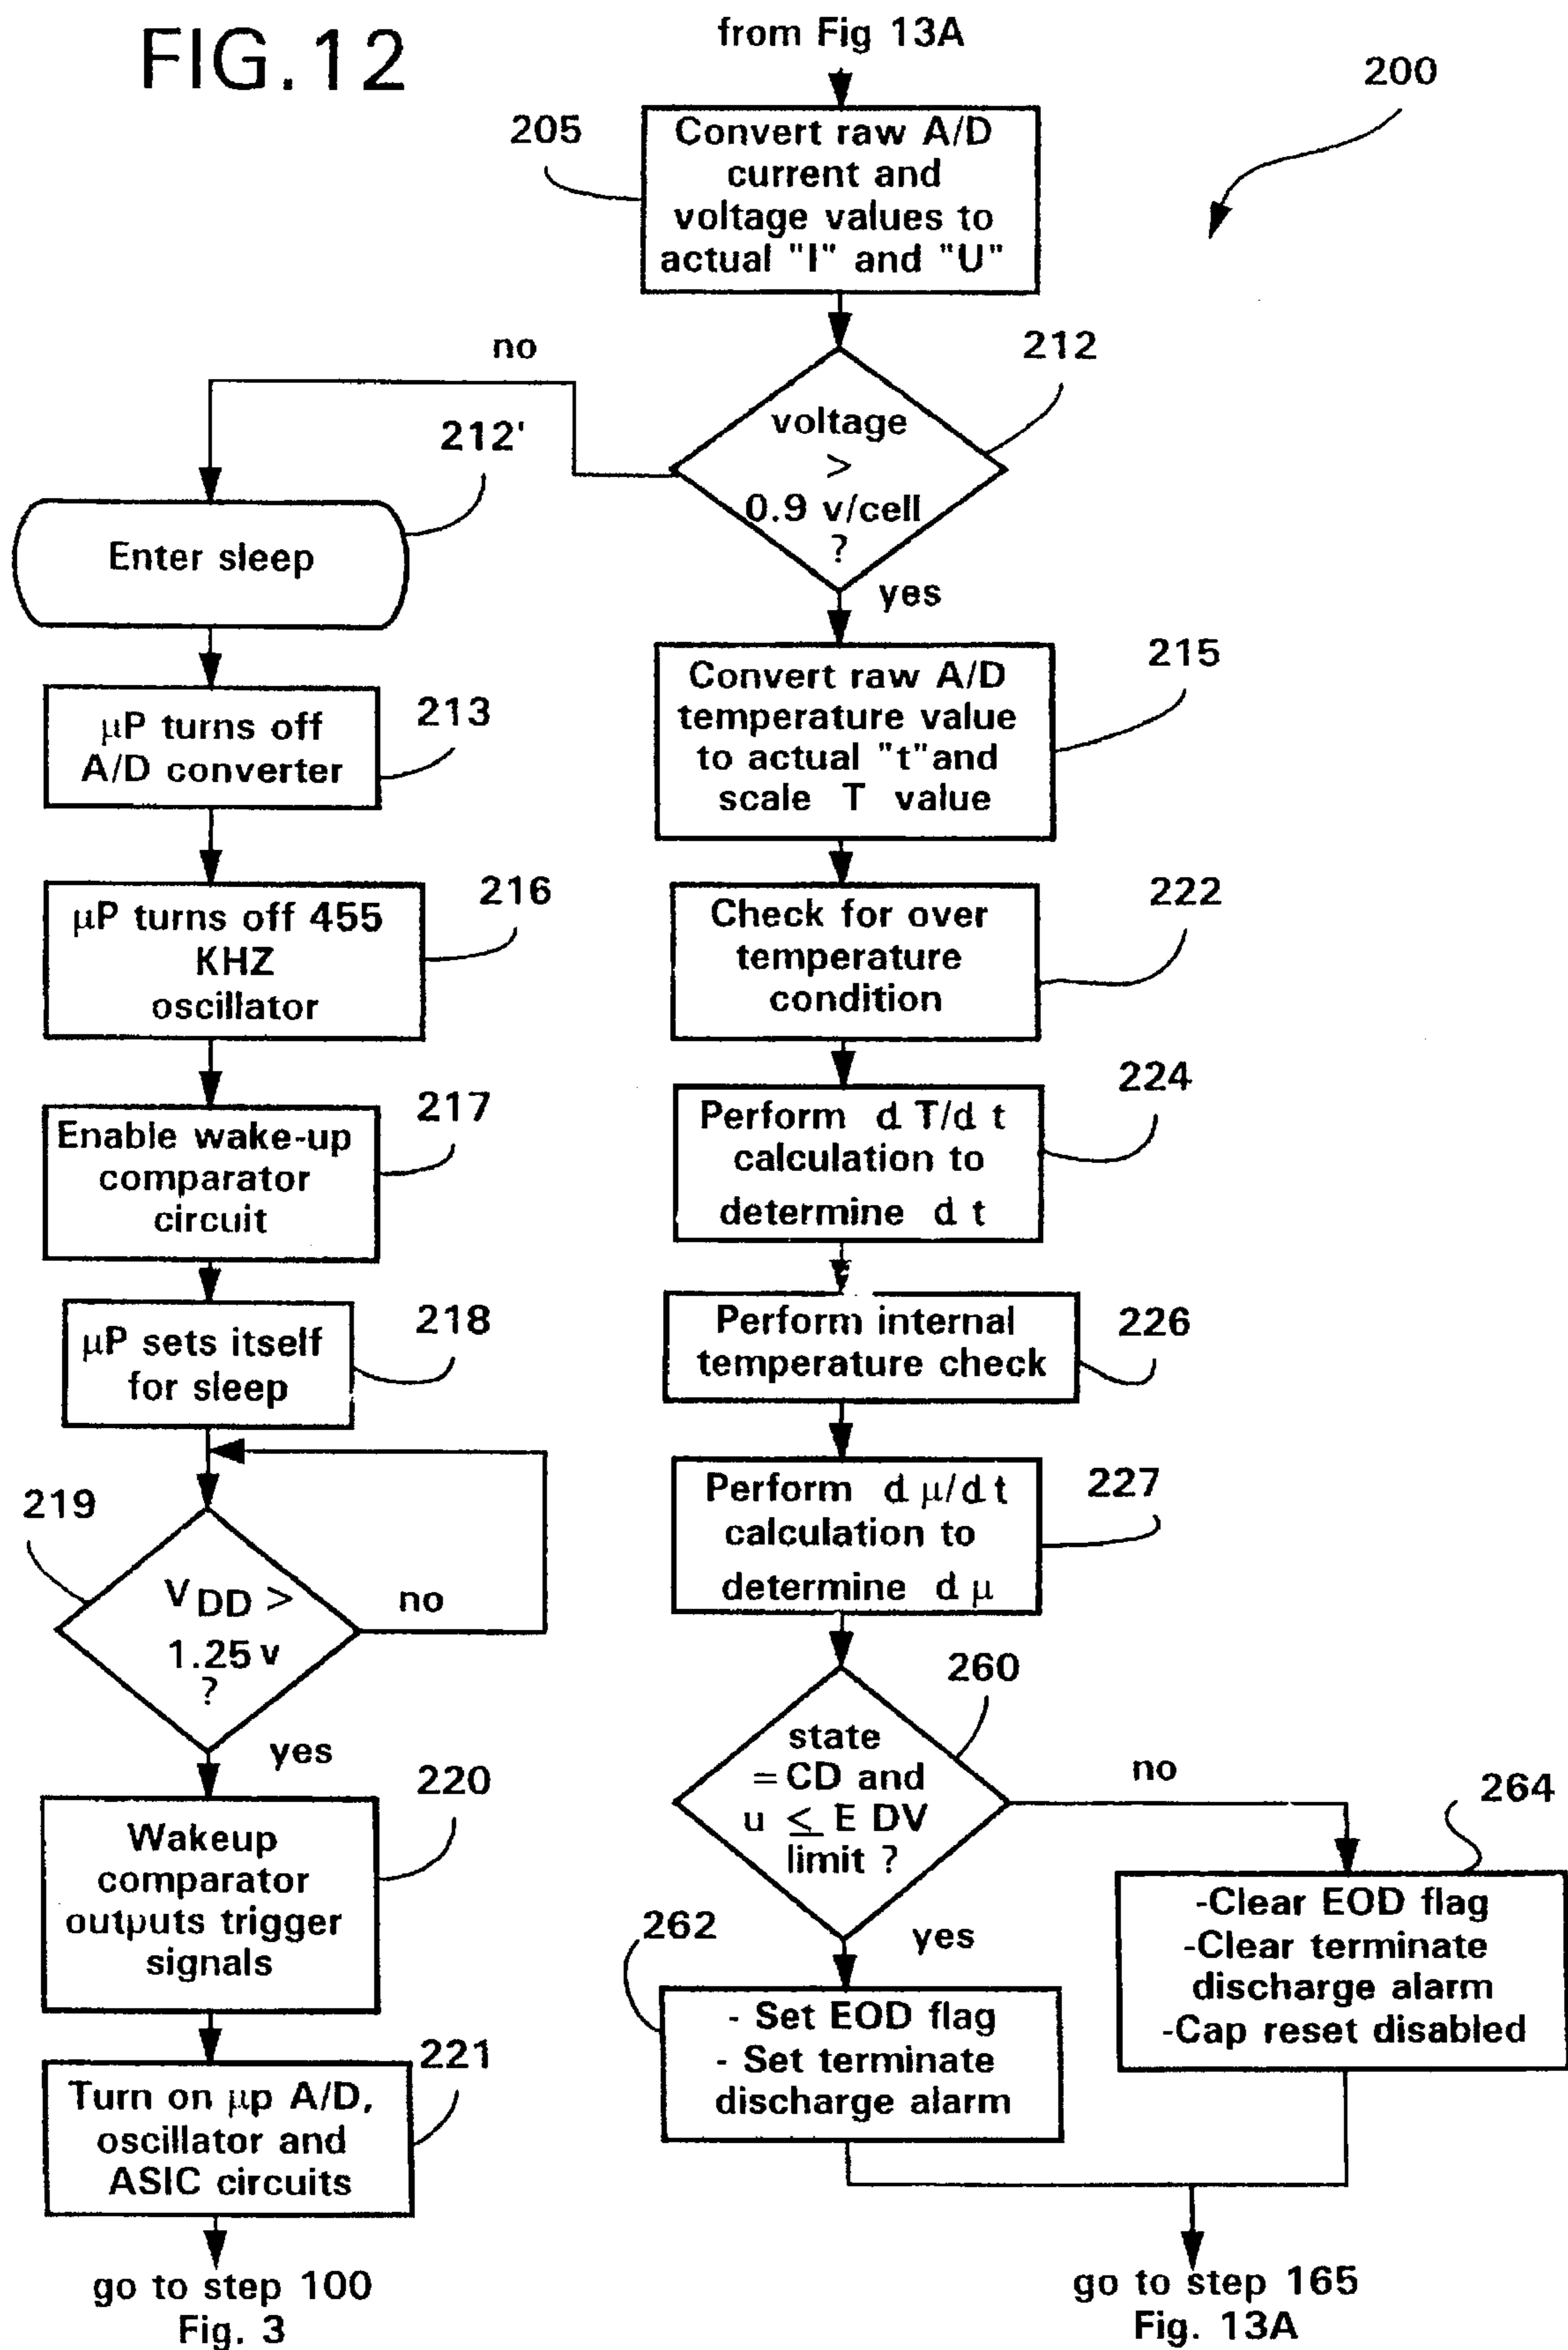 FIG.12
from Fig 13A
200
205
Convert raw A/D
current and
voltage values to
actual "I" and "U"
no
212
voltage
>
0.9 v/cell
?
yes
212'
Enter sleep
213
μP turns off
A/D converter
216
μP turns off 455
KHZ
oscillator
217
Enable wake-up
comparator
circuit
218
μP sets itself
for sleep
219
VDD >
1.25 v
?
no
yes
220
Wakeup
comparator
outputs trigger
signals
221
Turn on μp A/D,
oscillator and
ASIC circuits
go to step 100
Fig. 3
215
Convert raw A/D
temperature value
to actual "t"and
scale T value
222
Check for over
temperature
condition
224
Perform d T/d t
calculation to
determine d t
226
Perform internal
temperature check
227
Perform d μ/d t
calculation to
determine d μ
260
state
=CD and
u ≤ E DV
limit ?
no
yes
262
- Set EOD flag
- Set terminate
discharge alarm
264
-Clear EOD flag
-Clear terminate
discharge alarm
-Cap reset disabled
go to step 165
Fig. 13A